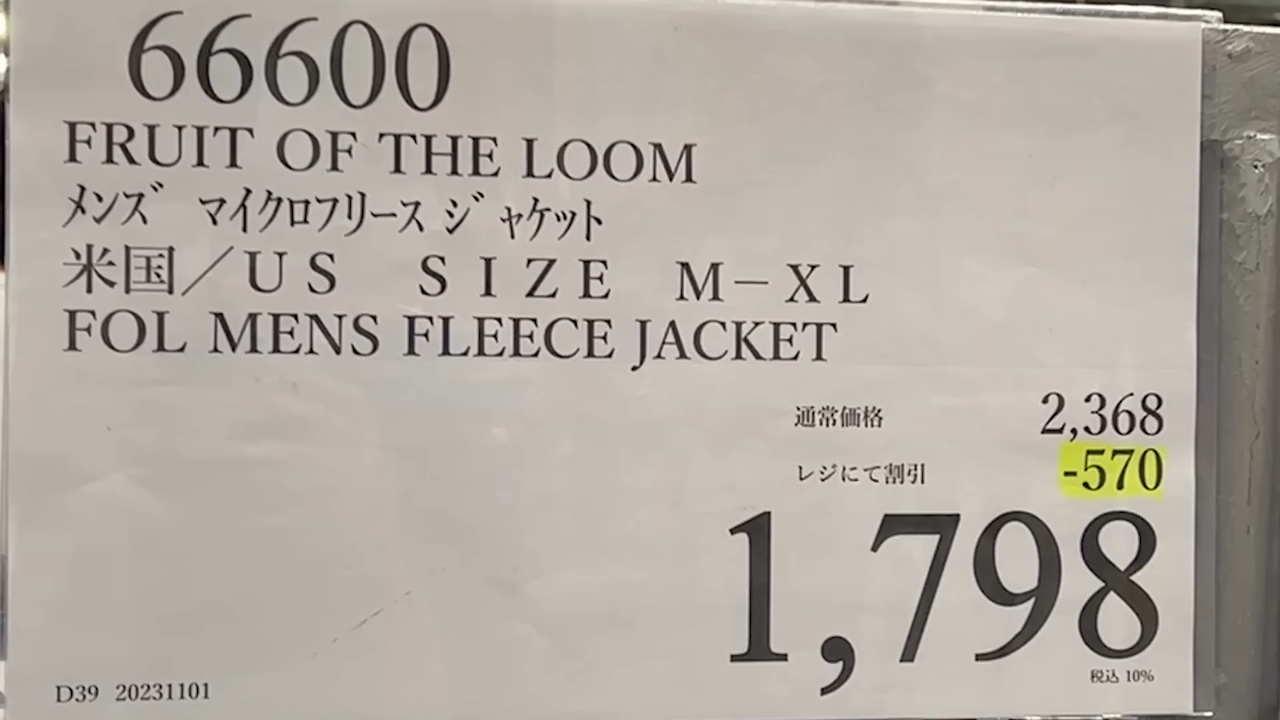 66600
FRUIT OF THE LOOM
メンズ マイクロフリース ジャケット
米国／ＵＳ　ＳＩＺＥ　Ｍ－ＸＬ
FOL MENS FLEECE JACKET
通常価格 2,368
レジにて割引 -570
1,798
税込 10%
D39 20231101